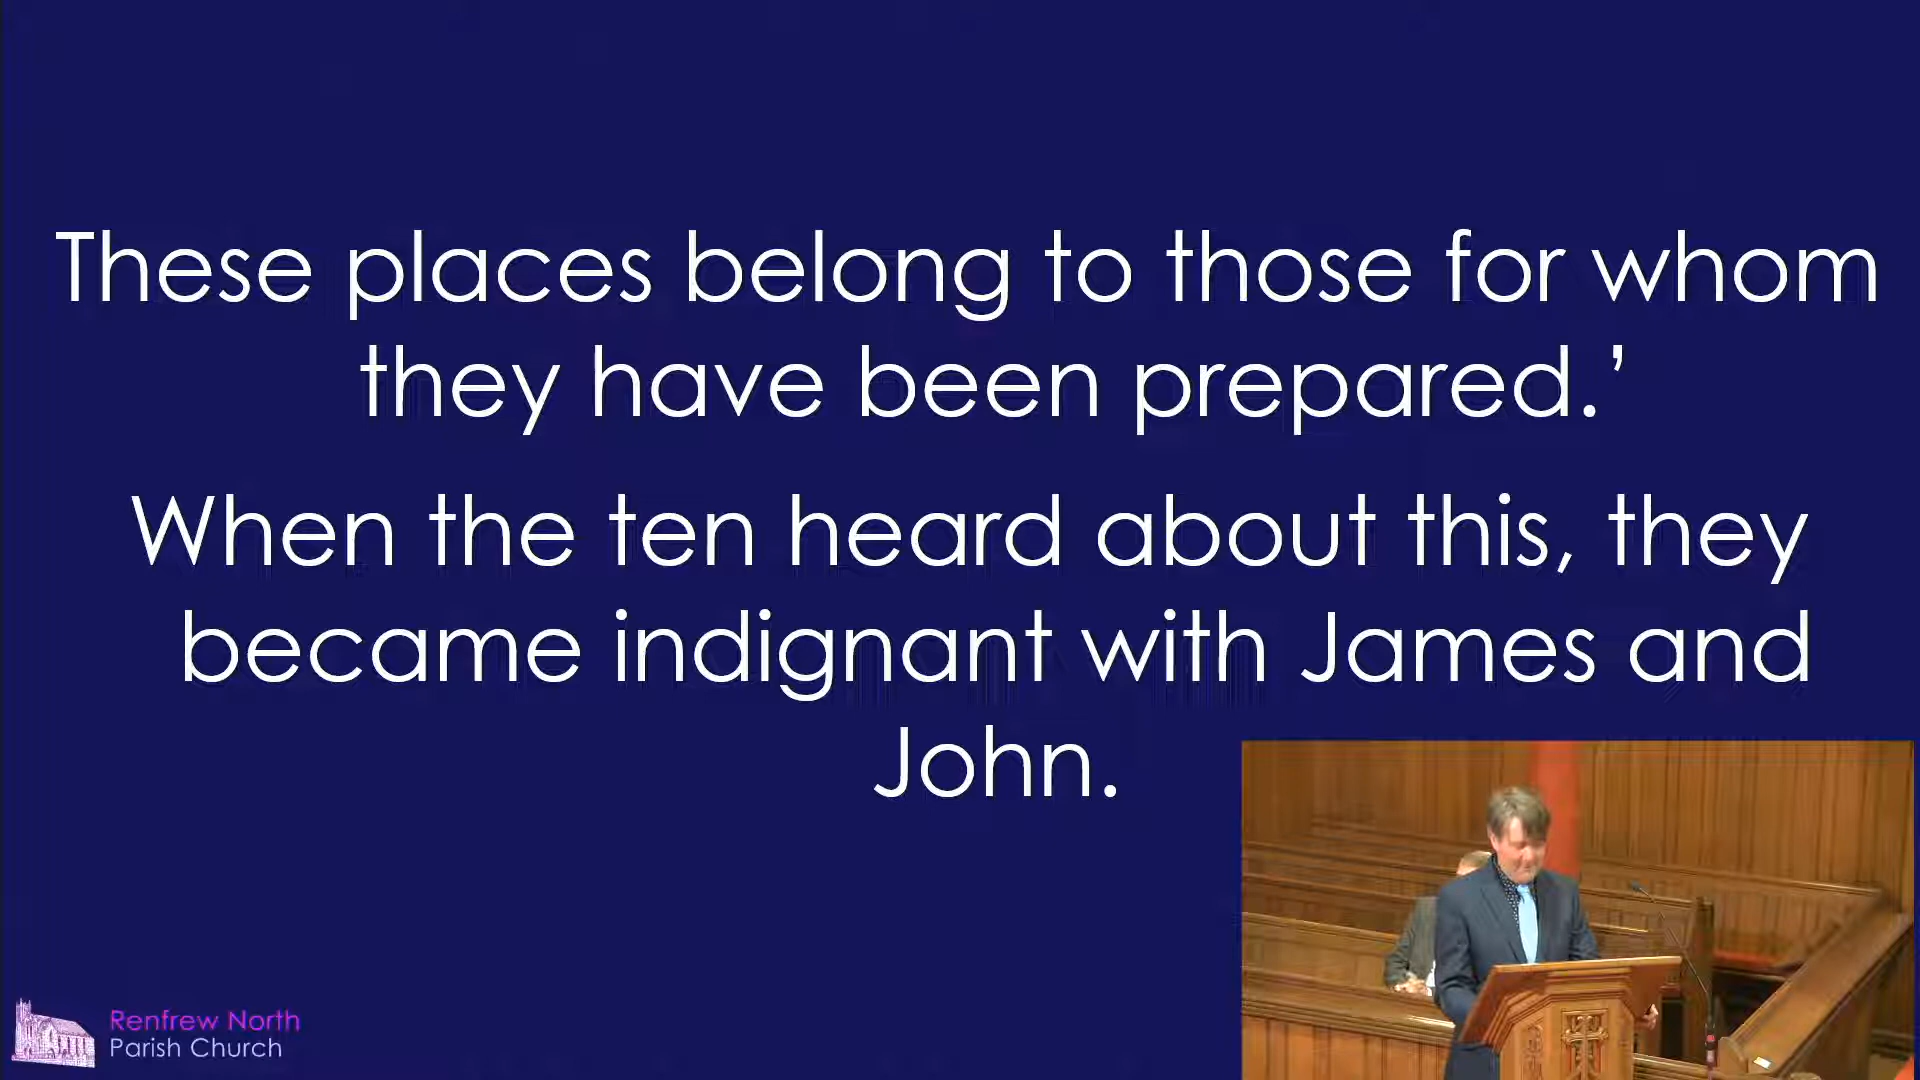 These places belong to those for whom
they have been prepared.’
When the ten heard about this, they
became indignant with James and
John.
Renfrew North
Parish Church